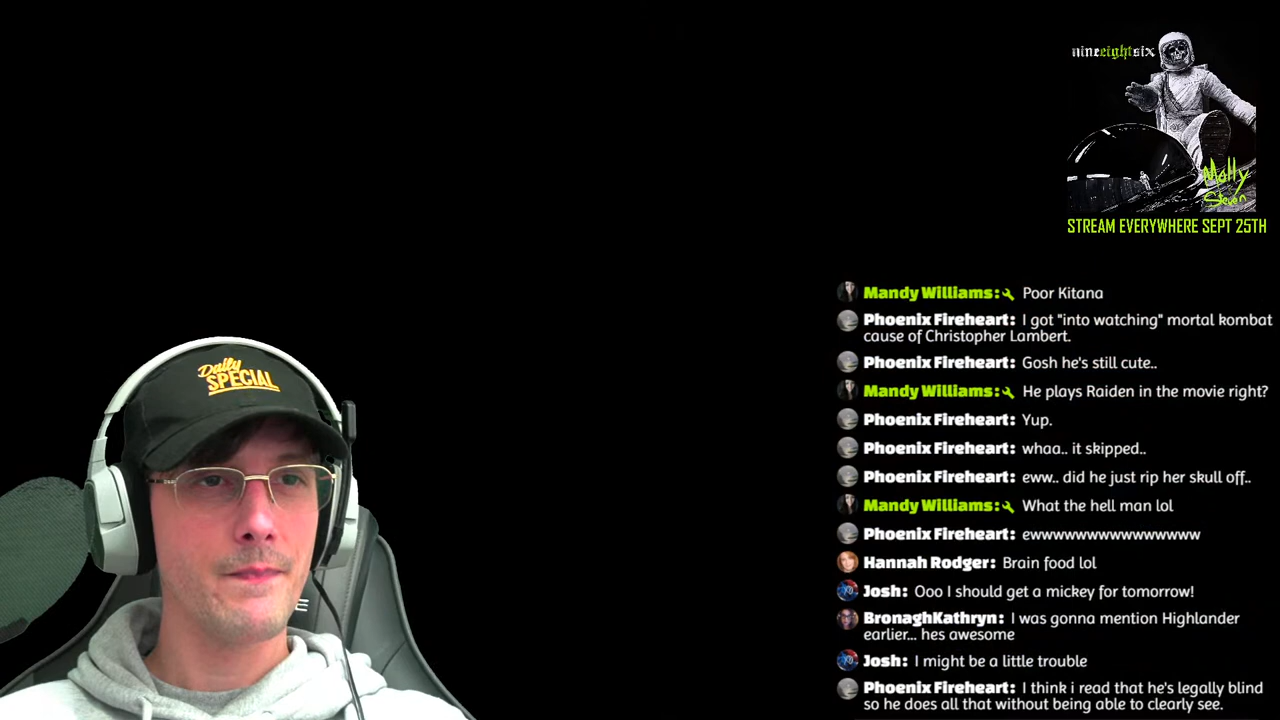 nineeightsix
Molly
Steven
STREAM EVERYWHERE SEPT 25TH
Mandy Williams: Poor Kitana
Phoenix Fireheart: I got "into watching" mortal kombat
cause of Christopher Lambert.
Phoenix Fireheart: Gosh he's still cute..
Mandy Williams: He plays Raiden in the movie right?
Phoenix Fireheart: Yup.
Phoenix Fireheart: whaa.. it skipped..
Phoenix Fireheart: eww.. did he just rip her skull off..
Mandy Williams: What the hell man lol
Phoenix Fireheart: ewwwwwwwwwwwwwwww
Hannah Rodger: Brain food lol
Josh: Ooo I should get a mickey for tomorrow!
BronaghKathryn: I was gonna mention Highlander
earlier... hes awesome
Josh: I might be a little trouble
Phoenix Fireheart: I think i read that he's legally blind
so he does all that without being able to clearly see.
Daily
SPECIAL
E